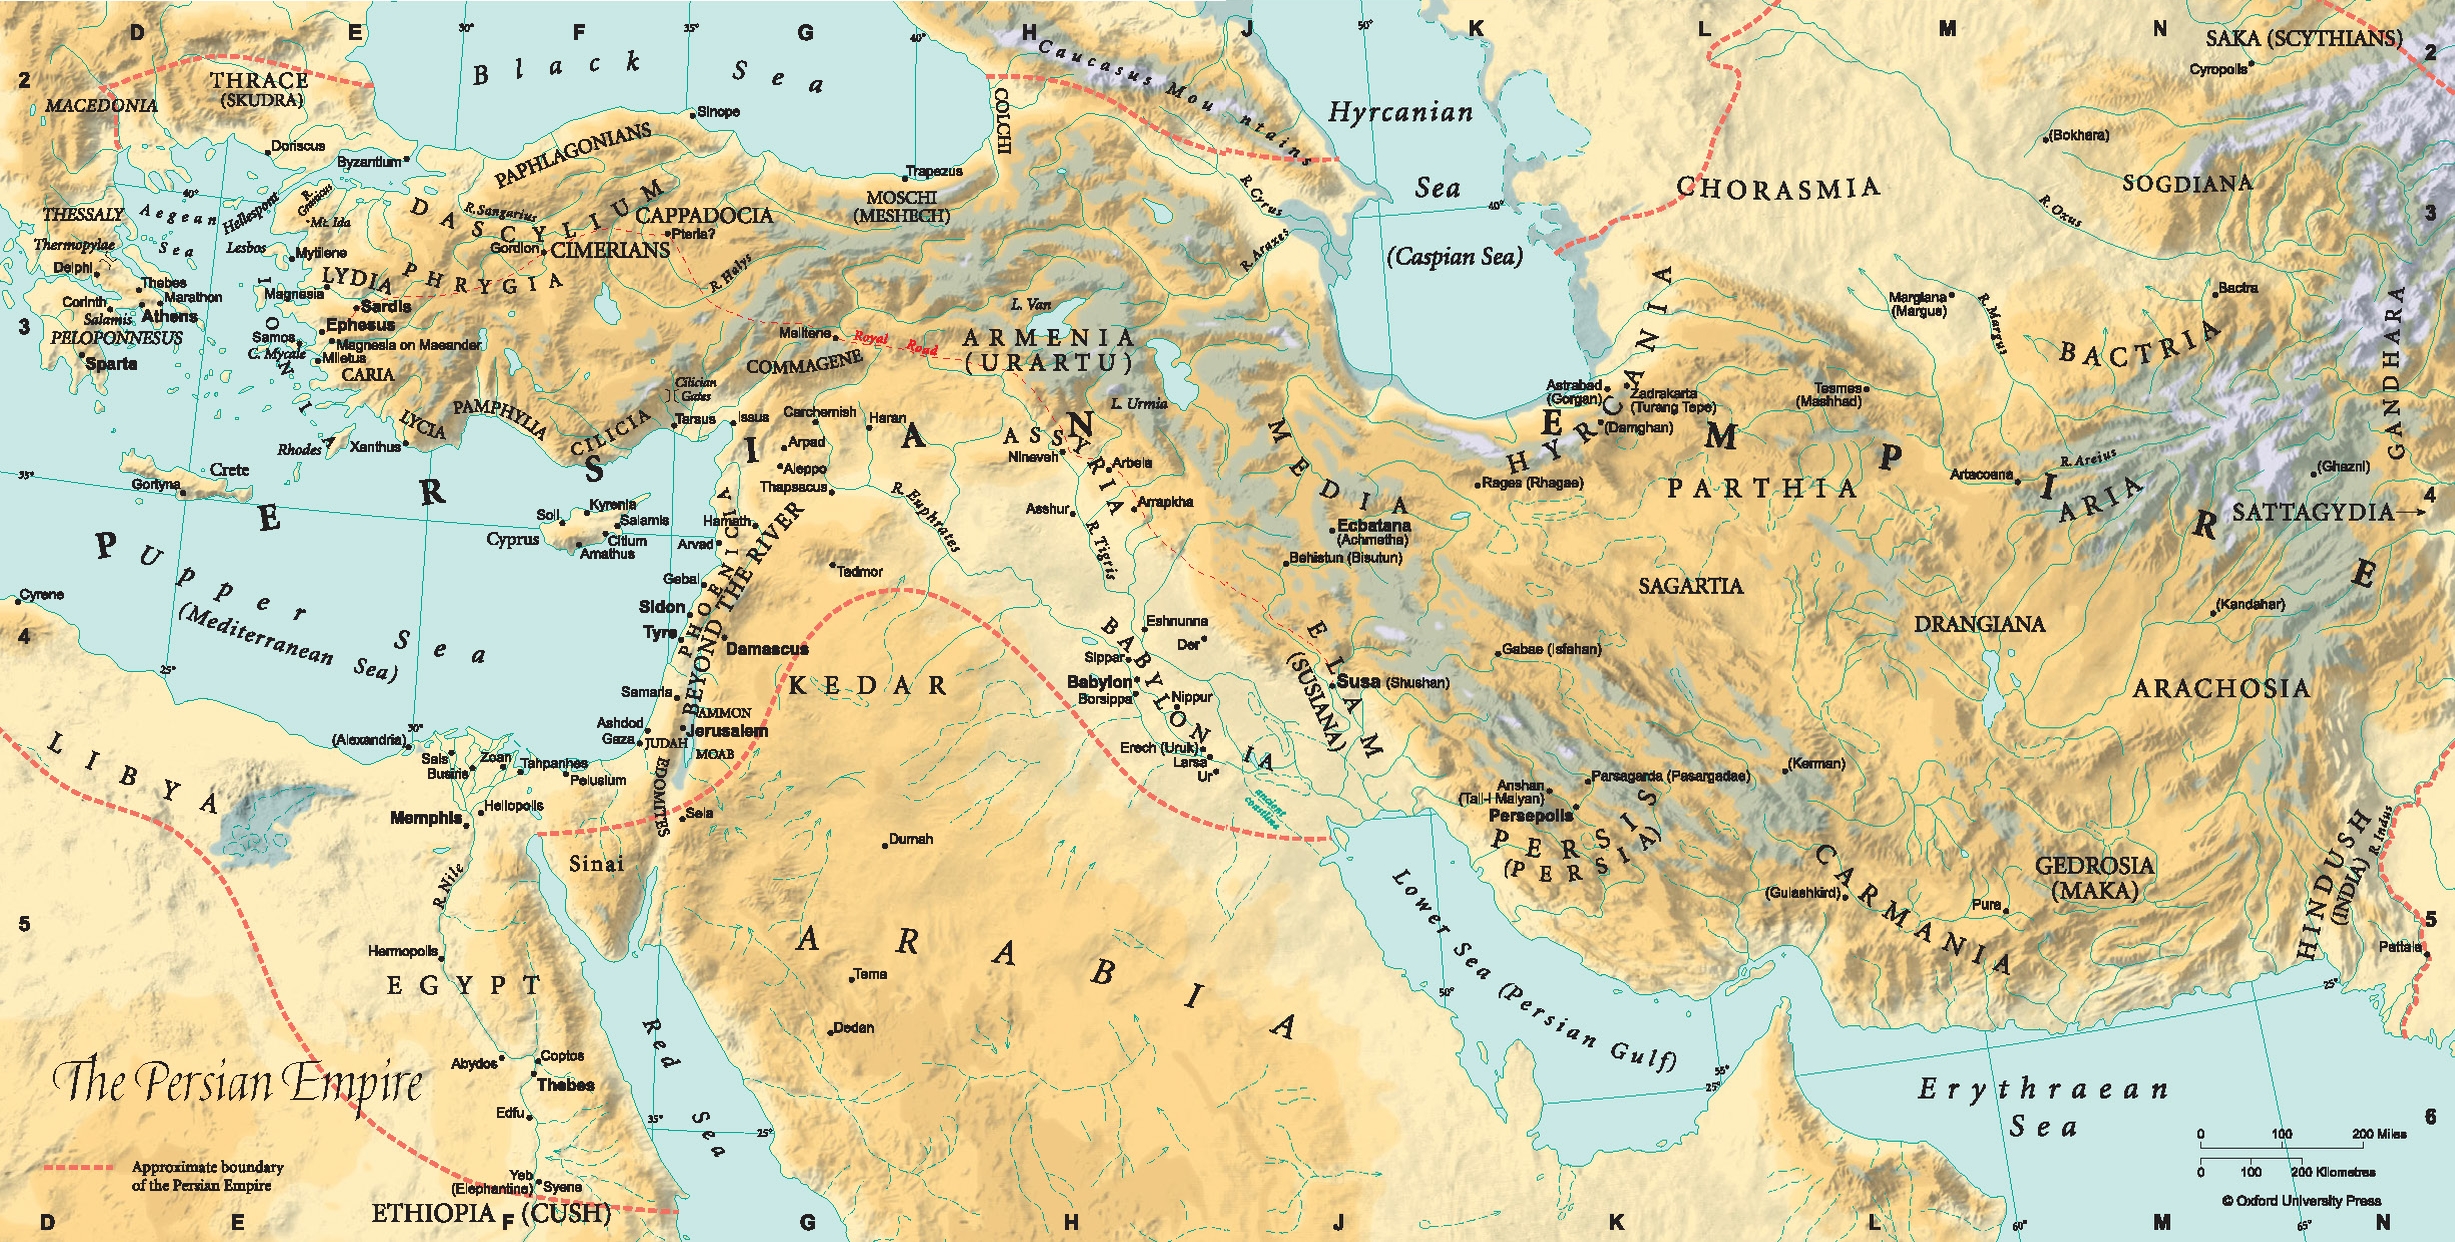 D
E
F
G
H
J
K
L
M
N
2
2
3
3
4
4
5
5
6
30°
35°
40°
50°
Black Sea
Caucasus Mountains
Hyrcanian
Sea
(Caspian Sea)
SAKA (SCYTHIANS)
Cyropolis
THRACE
(SKUDRA)
MACEDONIA
Sinope
COLCHI
(Bokhara)
Doriscus
Byzantium
PAPHLAGONIANS
Trapezus
MOSCHI
(MESHECH)
R. Cyrus
CHORASMIA
SOGDIANA
R. Oxus
40°
40°
THESSALY
Aegean
Sea
Hellespont
R. Granicus
Mt. Ida
DASCYLIUM
R. Sangarius
CAPPADOCIA
Pteria?
Thermopylae
Lesbos
Mytilene
Gordion
CIMERIANS
R. Araxes
Delphi
Thebes
Marathon
Corinth
Salamis
Athens
PELOPONNESUS
Sparta
IONIA
LYDIA
PHRYGIA
Magnesia
Sardis
Ephesus
Samos
Magnesia on Maeander
C. Mycale
Miletus
CARIA
R. Halys
L. Van
Melitene
Royal Road
ARMENIA
(URARTU)
COMMAGENE
Margiana
(Margus)
R. Margus
Bactra
BACTRIA
GANDHARA
Cilician
Gates
L. Urmia
Astrabad
(Gorgan)
Zadrakarta
(Turang Tepe)
Tesmes
(Mashhad)
HYRCANIA
(Damghan)
LYCIA
PAMPHYLIA
CILICIA
Tarsus
Issus
Carchemish
Haran
Rhodes
Xanthus
Arpad
Aleppo
Thapsacus
ASSYRIA
Nineveh
Arbela
MEDIA
Rages (Rhagae)
PARTHIA
Artacoana
R. Areius
ARIA
(Ghazni)
SATTAGYDIA
35°
Crete
Gortyna
PERSIAN EMPIRE
Kyrenia
Soli
Salamis
Cyprus
Citium
Amathus
Hamath
Arvad
R. Euphrates
Asshur
Arrapkha
R. Tigris
Ecbatana
(Achmetha)
Behistun (Bisutun)
Upper Sea
(Mediterranean Sea)
Cyrene
Gebal
Tadmor
PHOENICIA
BEYOND THE RIVER
Sidon
Tyre
Damascus
SAGARTIA
DRANGIANA
(Kandahar)
Eshnunna
Der
ELAM
(SUSIANA)
Gabae (Isfahan)
25°
KEDAR
Sippar
Babylon
Borsippa
Nippur
BABYLONIA
Susa (Shushan)
ARACHOSIA
Samaria
AMMON
Ashdod
Jerusalem
Gaza
JUDAH
MOAB
EDOMITES
30°
(Alexandria)
Sais
Busiris
Zoan
Tahpanhes
Pelusium
LIBYA
Erech (Uruk)
Larsa
Ur
ancient
coastline
Anshan
(Tall-i Malyan)
Parsagarda (Pasargadae)
Persepolis
(Kerman)
PERSIS
(PERSIA)
Heliopolis
Memphis
Sela
Sinai
Dumah
R. Nile
Hermopolis
EGYPT
ARABIA
Tema
Dedan
Lower Sea (Persian Gulf)
CARMANIA
(Gulashkird)
GEDROSIA
(MAKA)
Pura
HINDUSH
(INDIA)
R. Indus
Pattala
25°
50°
Red Sea
The Persian Empire
Abydos
Coptos
Thebes
Edfu
35°
25°
55°
25°
Erythraean
Sea
Approximate boundary
of the Persian Empire
Yeb
(Elephantine)
Syene
ETHIOPIA (CUSH)
0 100 200 Miles
0 100 200 Kilometres
© Oxford University Press
D
E
F
G
H
J
K
L
60°
M
65°
N